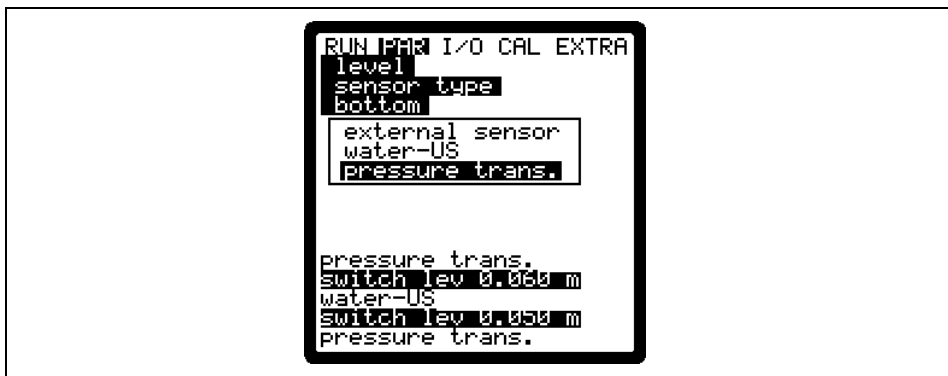 RUN PAR I/O CAL EXTRA
level
sensor type
bottom
external sensor
water-US
pressure trans.
pressure trans.
switch lev 0.060 m
water-US
switch lev 0.050 m
pressure trans.